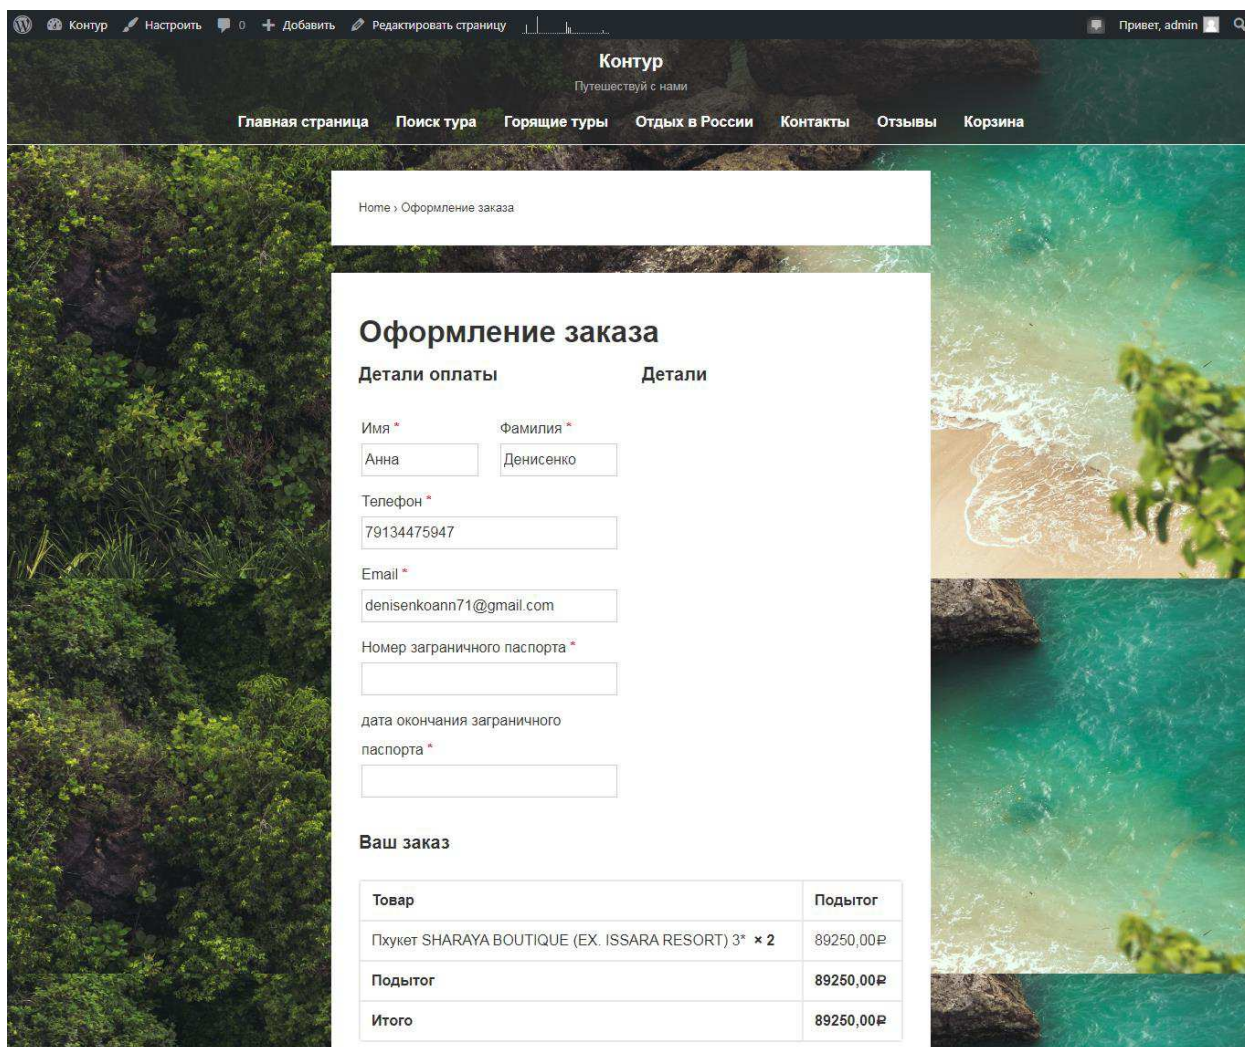 Контур Настроить 0 Добавить Редактировать страницу Привет, admin
Контур
Путешествуй с нами
Главная страница Поиск тура Горящие туры Отдых в России Контакты Отзывы Корзина
Home › Оформление заказа
Оформление заказа
Детали оплаты Детали
Имя * Фамилия *
Анна Денисенко
Телефон *
79134475947
Email *
denisenkoann71@gmail.com
Номер заграничного паспорта *
дата окончания заграничного
паспорта *
Ваш заказ
Товар Подытог
Пхукет SHARAYA BOUTIQUE (EX. ISSARA RESORT) 3* × 2 89250,00₽
Подытог 89250,00₽
Итого 89250,00₽